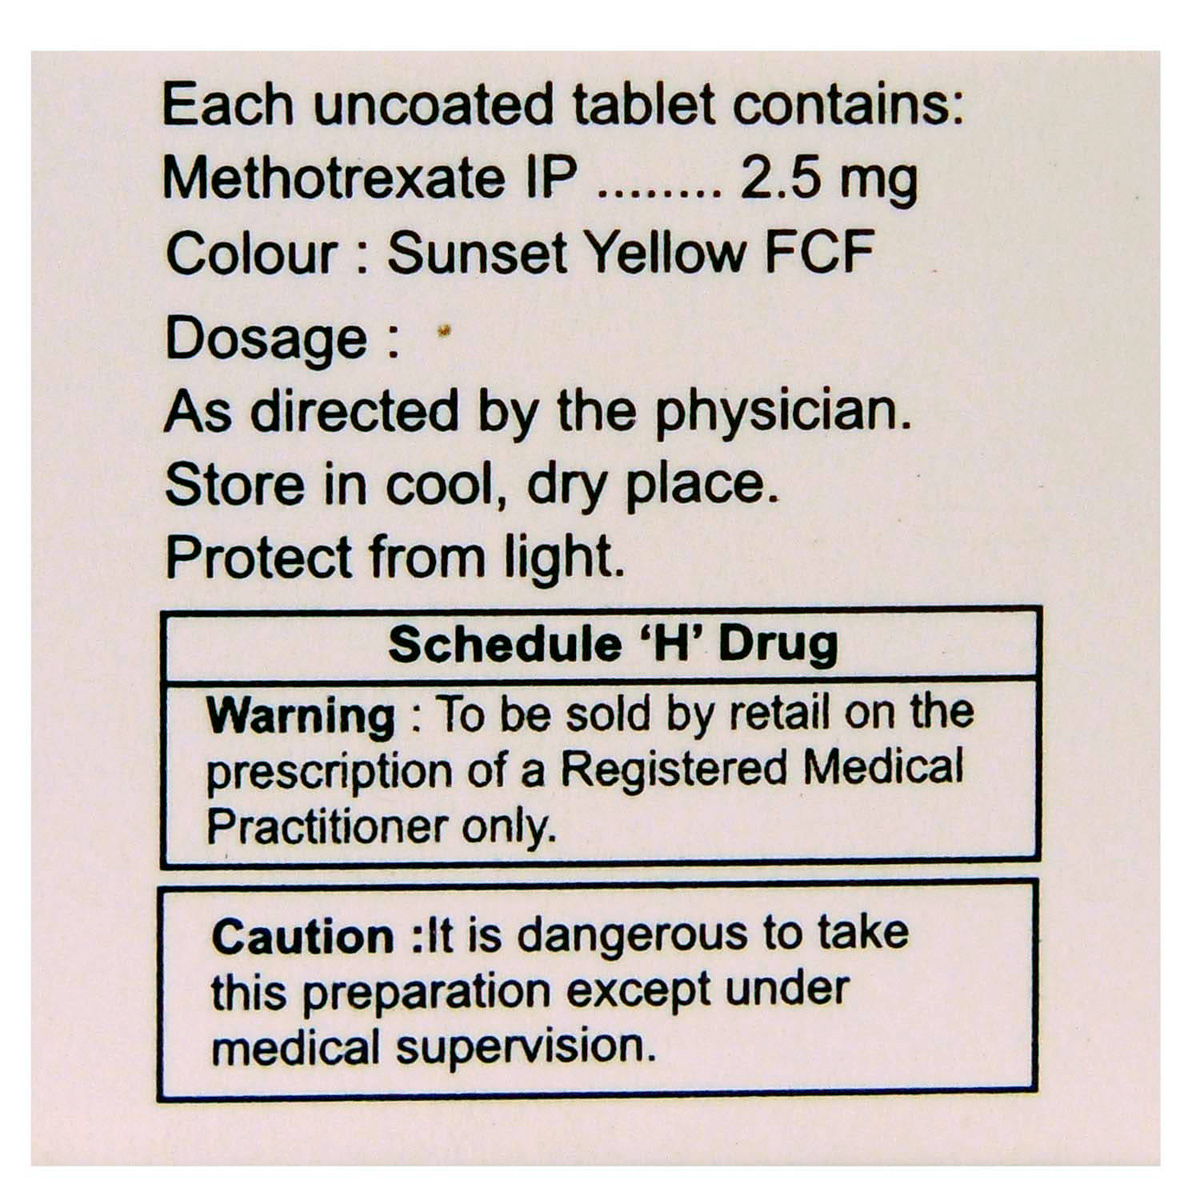 Each uncoated tablet contains:
Methotrexate IP ........ 2.5 mg
Colour : Sunset Yellow FCF
Dosage :
As directed by the physician.
Store in cool, dry place.
Protect from light.
Schedule ‘H’ Drug
Warning : To be sold by retail on the
prescription of a Registered Medical
Practitioner only.
Caution :It is dangerous to take
this preparation except under
medical supervision.